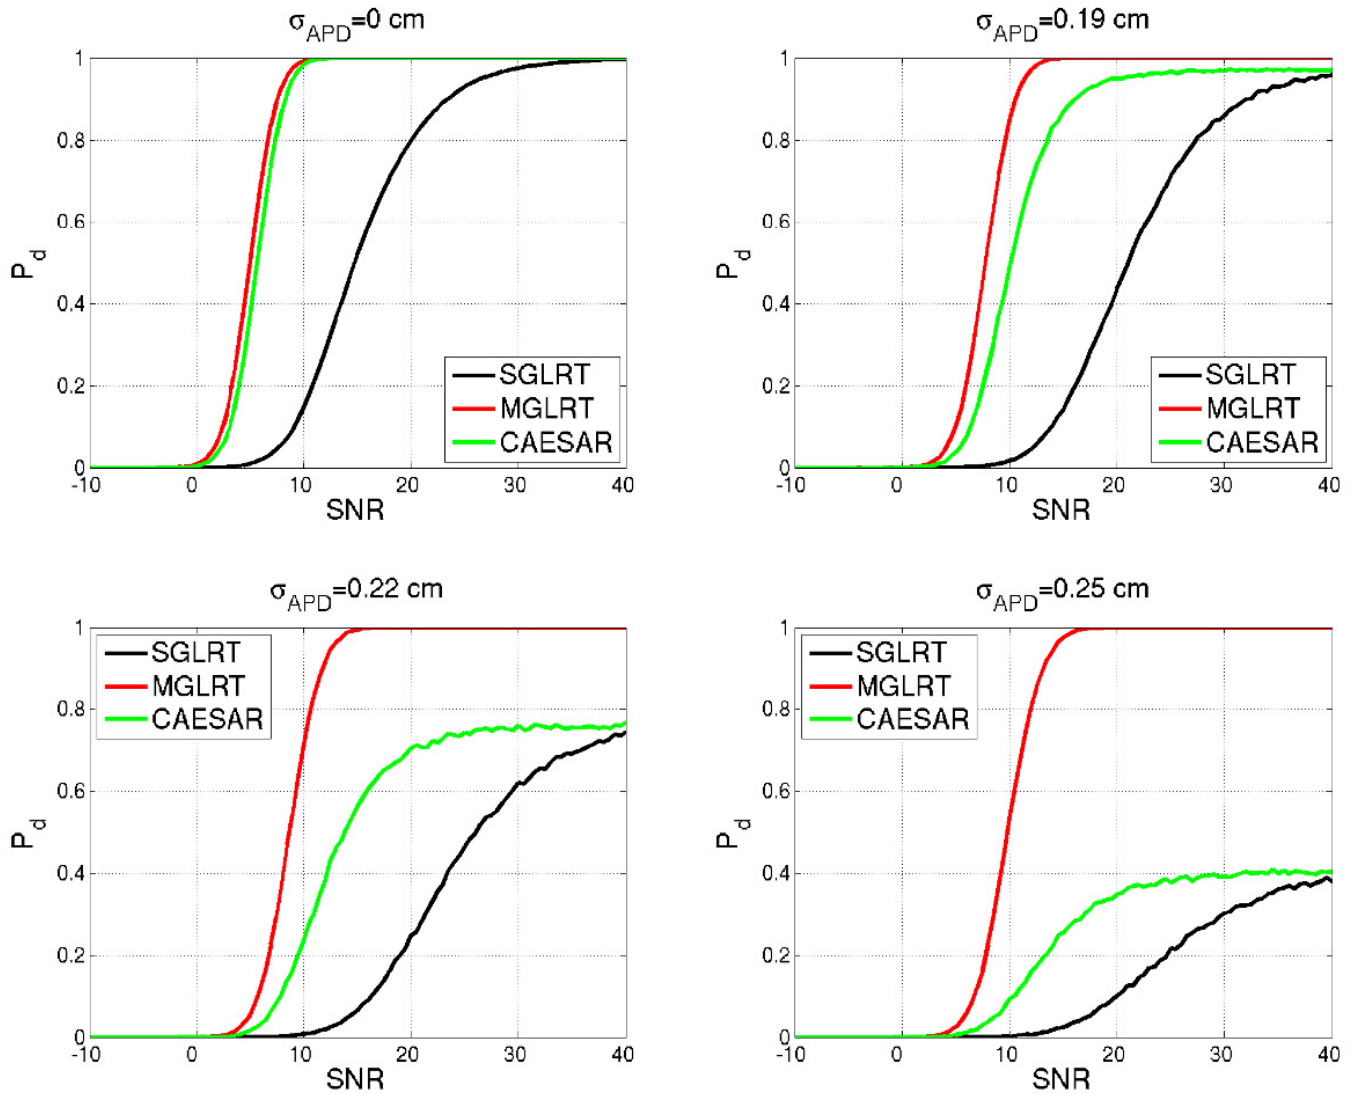 σAPD=0 cm
1
0.8
0.6
0.4
0.2
0
Pd
SGLRT
MGLRT
CAESAR
-10 0 10 20 30 40
SNR
σAPD=0.19 cm
1
0.8
0.6
0.4
0.2
0
Pd
SGLRT
MGLRT
CAESAR
-10 0 10 20 30 40
SNR
σAPD=0.22 cm
1
0.8
0.6
0.4
0.2
0
Pd
SGLRT
MGLRT
CAESAR
-10 0 10 20 30 40
SNR
σAPD=0.25 cm
1
0.8
0.6
0.4
0.2
0
Pd
SGLRT
MGLRT
CAESAR
-10 0 10 20 30 40
SNR